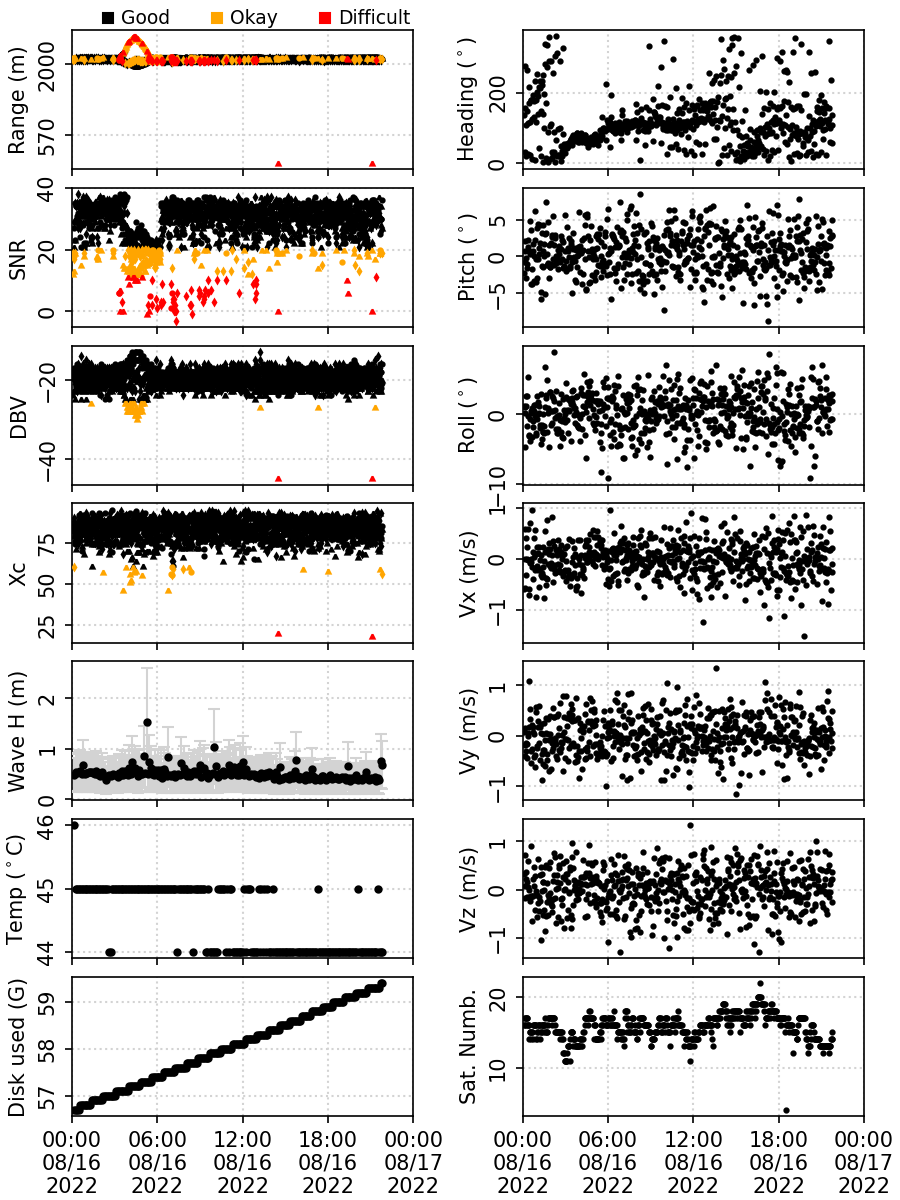 Good Okay Difficult
Range (m)
2000
570
Heading (°)
200
0
SNR
40
20
0
Pitch (°)
5
0
−5
DBV
−20
−40
Roll (°)
0
−10
Xc
75
50
25
Vx (m/s)
1
0
−1
Wave H (m)
2
1
0
Vy (m/s)
1
0
−1
Temp (°C)
46
45
44
Vz (m/s)
1
0
−1
Disk used (G)
59
58
57
Sat. Numb.
20
10
00:00 06:00 12:00 18:00 00:00 00:00 06:00 12:00 18:00 00:00
08/16 08/16 08/16 08/16 08/17 08/16 08/16 08/16 08/16 08/17
2022 2022 2022 2022 2022 2022 2022 2022 2022 2022